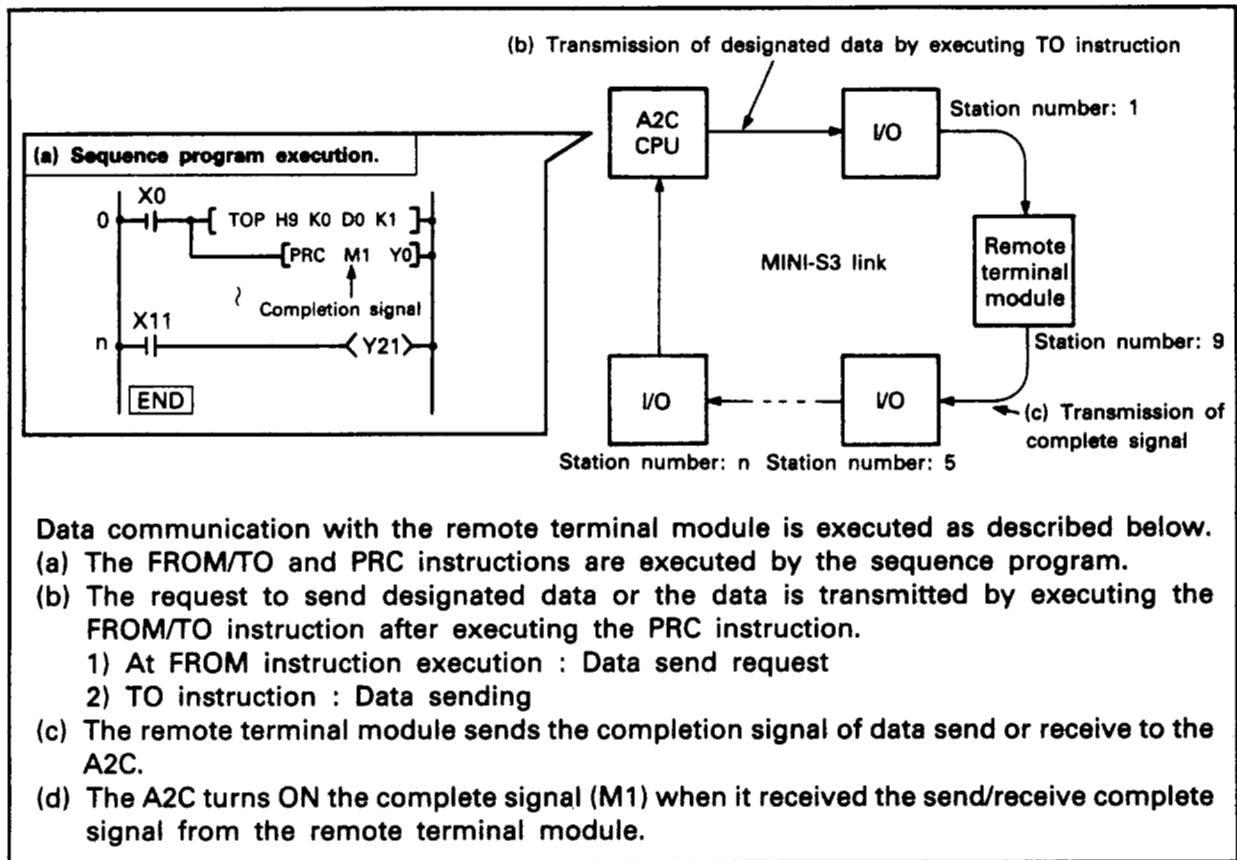 (b) Transmission of designated data by executing TO instruction
A2C
CPU
I/O
Station number: 1
(a) Sequence program execution.
X0
0
TOP H9 K0 D0 K1
PRC M1 Y0
Completion signal
X11
n
Y21
END
MINI-S3 link
Remote
terminal
module
Station number: 9
I/O
I/O
(c) Transmission of
complete signal
Station number: n Station number: 5
Data communication with the remote terminal module is executed as described below.
(a) The FROM/TO and PRC instructions are executed by the sequence program.
(b) The request to send designated data or the data is transmitted by executing the
FROM/TO instruction after executing the PRC instruction.
1) At FROM instruction execution : Data send request
2) TO instruction : Data sending
(c) The remote terminal module sends the completion signal of data send or receive to the
A2C.
(d) The A2C turns ON the complete signal (M1) when it received the send/receive complete
signal from the remote terminal module.